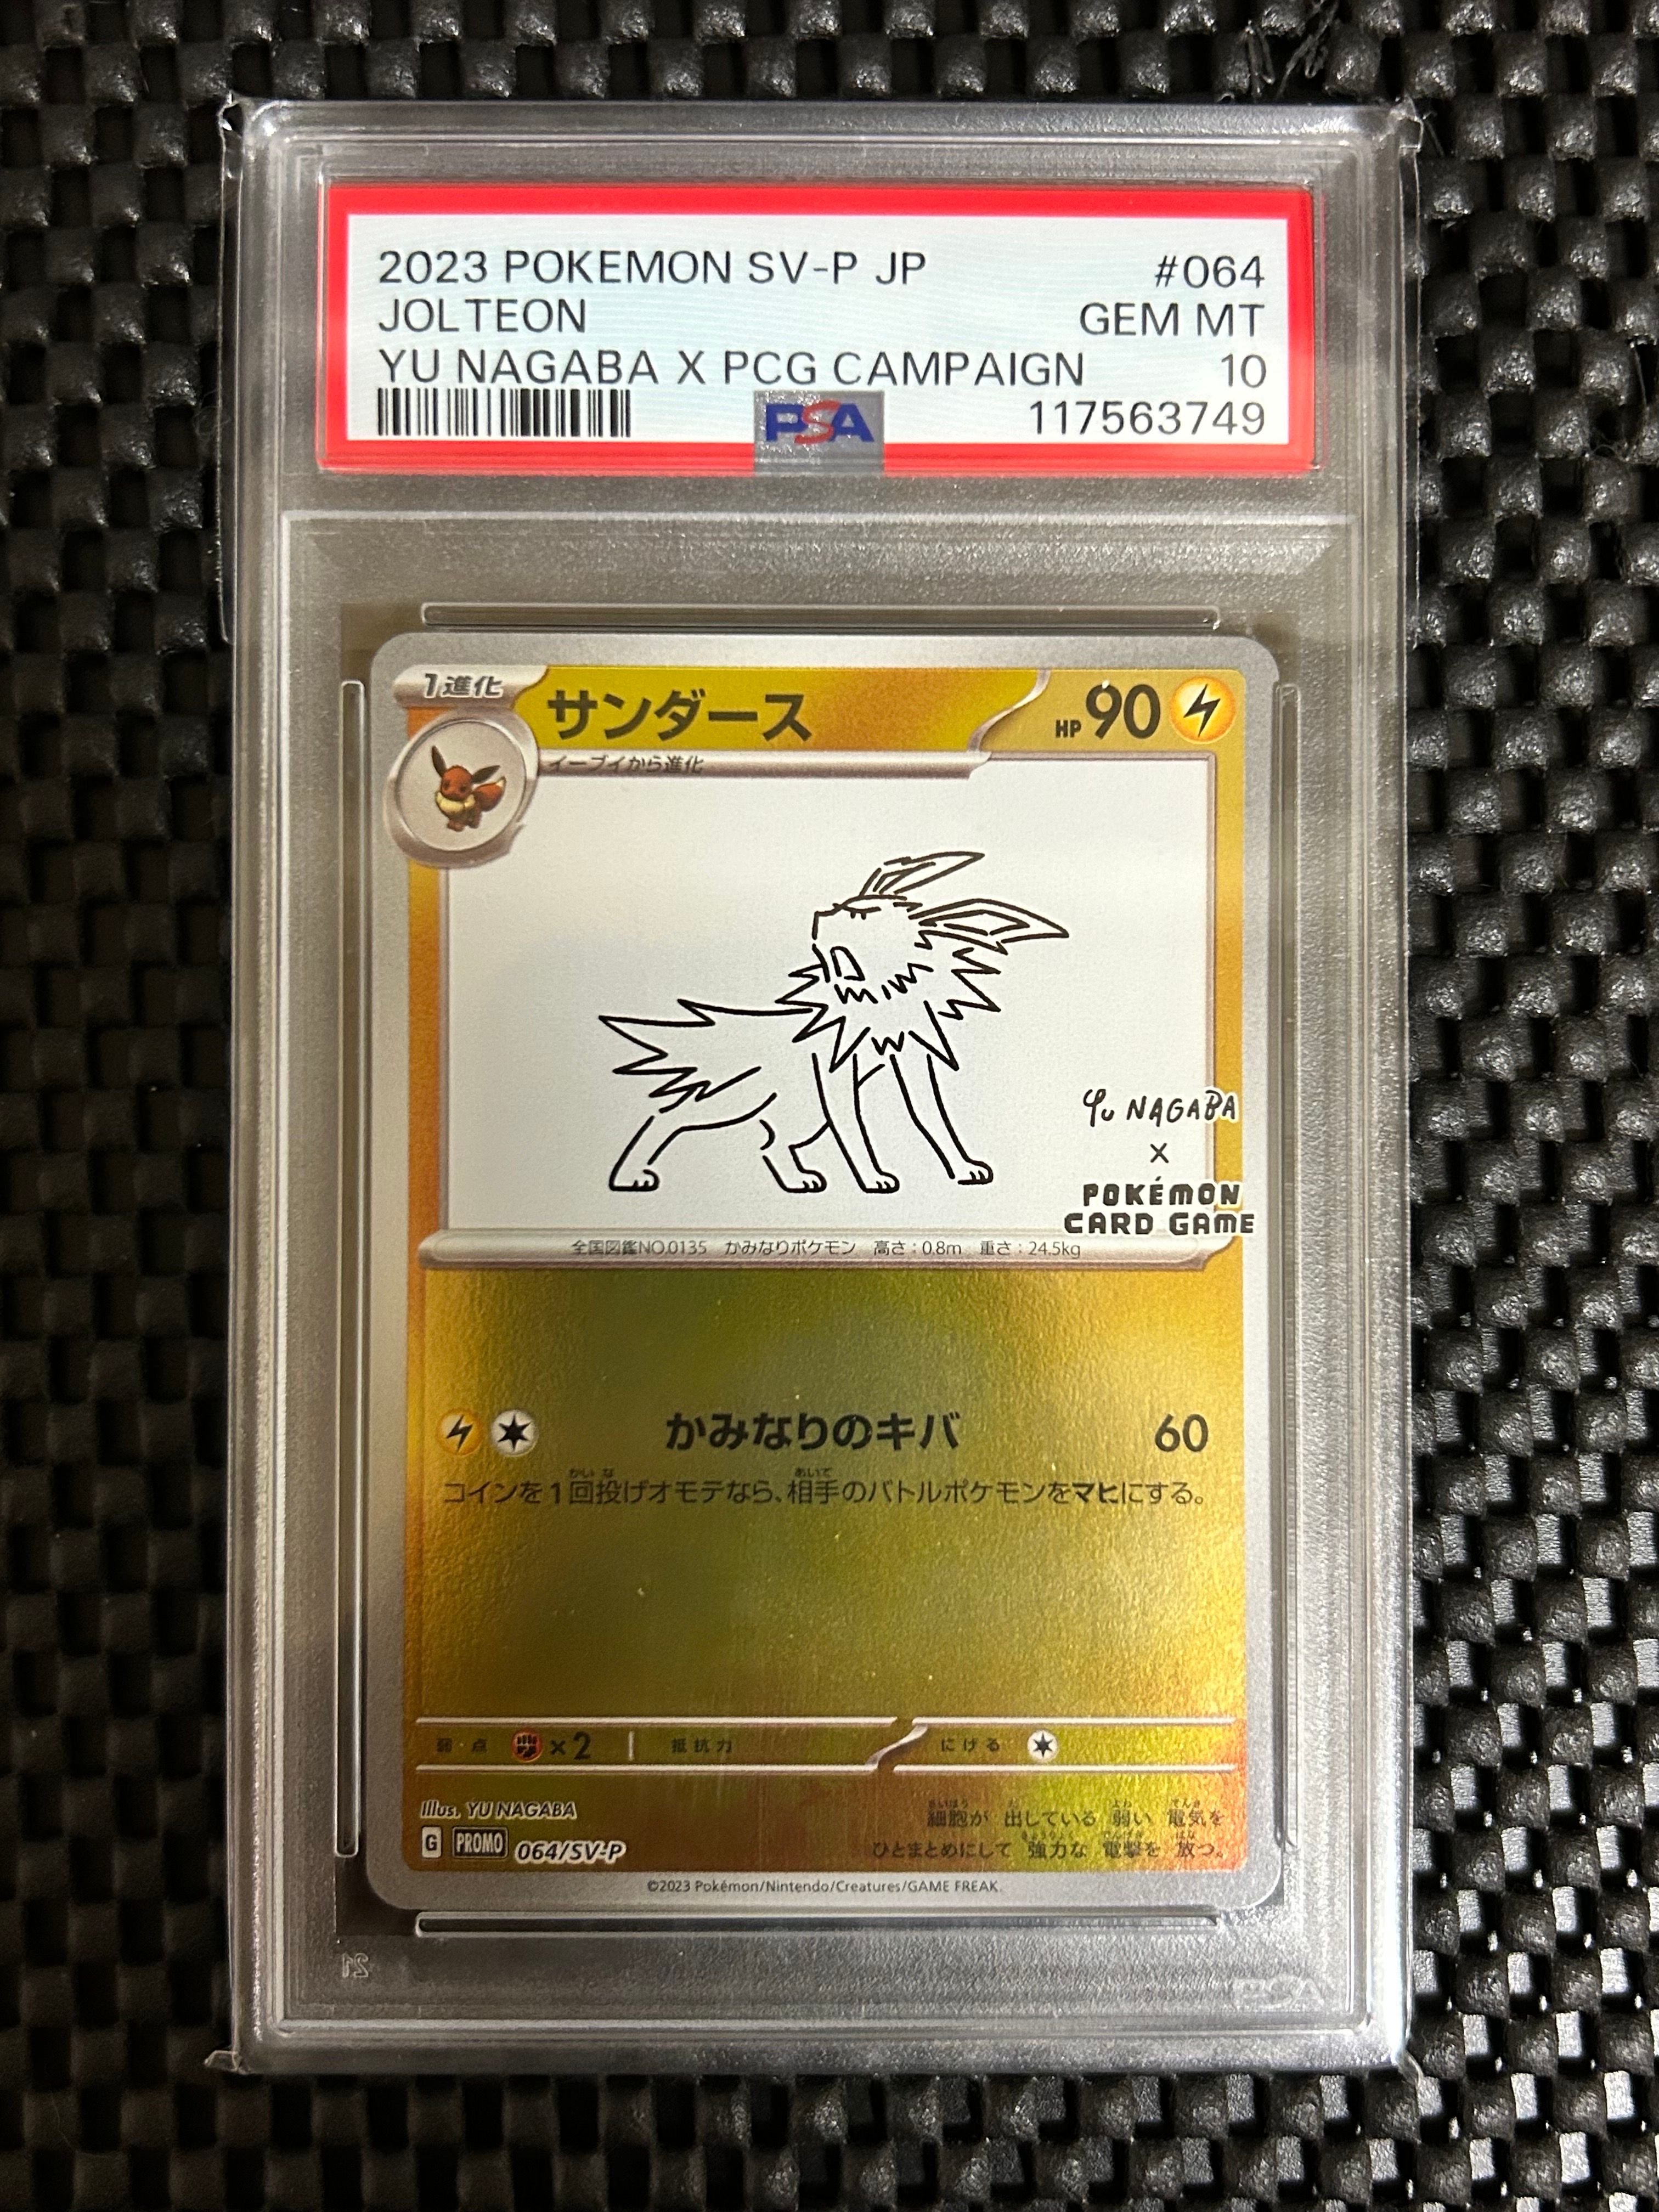 2023 POKEMON SV-P JP #064
JOLTEON GEM MT
YU NAGABA X PCG CAMPAIGN 10
PSA 117563749
1進化 サンダース HP 90
イーブイから進化
Yu NAGABA
×
POKÉMON
CARD GAME
全国図鑑NO.0135 かみなりポケモン 高さ:0.8m 重さ:24.5kg
かみなりのキバ 60
コインを1回投げオモテなら、相手のバトルポケモンをマヒにする。
弱点 ×2 抵抗力 にげる
Illus. YU NAGABA
細胞が 出している 弱い 電気を
ひとまとめにして 強力な 電撃を 放つ。
G PROMO 064/SV-P
©2023 Pokémon/Nintendo/Creatures/GAME FREAK.
PSA